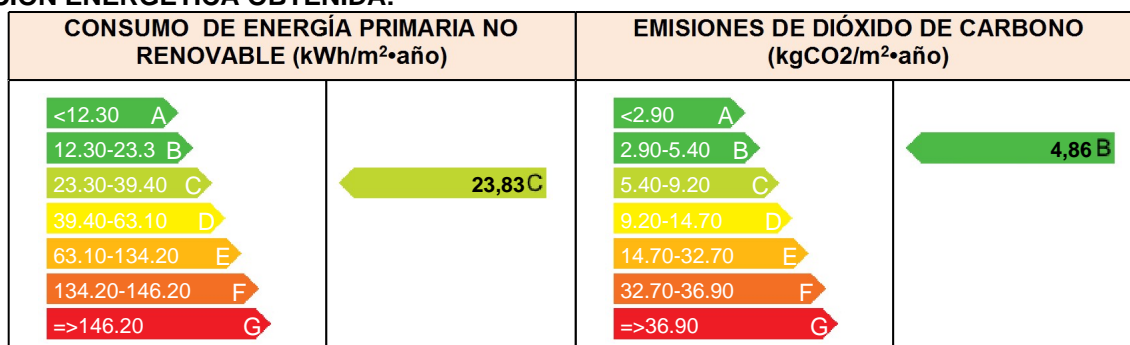 ENERGÉTICA OBTENIDA:
CONSUMO DE ENERGÍA PRIMARIA NO
RENOVABLE (kWh/m²•año)
<12.30 A
12.30-23.3 B
23.30-39.40 C
39.40-63.10 D
63.10-134.20 E
134.20-146.20 F
=>146.20 G
23,83 C
EMISIONES DE DIÓXIDO DE CARBONO
(kgCO2/m²•año)
<2.90 A
2.90-5.40 B
5.40-9.20 C
9.20-14.70 D
14.70-32.70 E
32.70-36.90 F
=>36.90 G
4,86 B